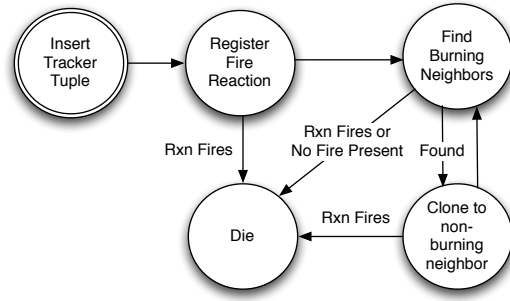 Insert
Tracker
Tuple
Register
Fire
Reaction
Find
Burning
Neighbors
Rxn Fires
Rxn Fires or
No Fire Present
Found
Die
Rxn Fires
Clone to
non-
burning
neighbor